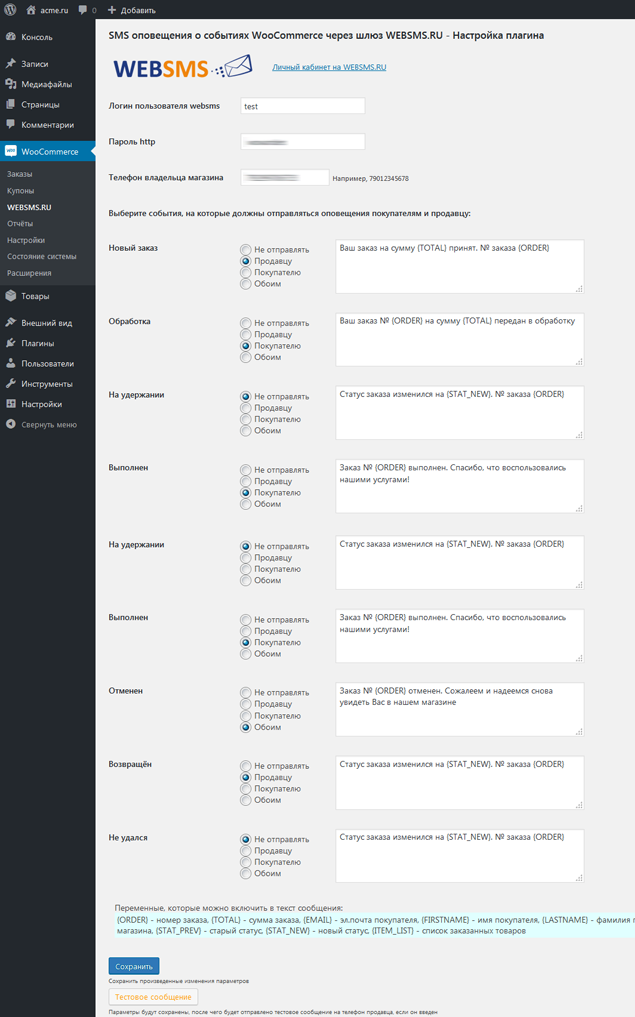 acme.ru 0 + Добавить
Консоль
Записи
Медиафайлы
Страницы
Комментарии
WooCommerce
Заказы
Купоны
WEBSMS.RU
Отчёты
Настройки
Состояние системы
Расширения
Товары
Внешний вид
Плагины
Пользователи
Инструменты
Настройки
Свернуть меню
SMS оповещения о событиях WooCommerce через шлюз WEBSMS.RU - Настройка плагина
WEBSMS Личный кабинет на WEBSMS.RU
Логин пользователя websms test
Пароль http
Телефон владельца магазина Например, 79012345678
Выберите события, на которые должны отправляться оповещения покупателям и продавцу:
Новый заказ Не отправлять Ваш заказ на сумму {TOTAL} принят. № заказа {ORDER}
Продавцу
Покупателю
Обоим
Обработка Не отправлять Ваш заказ № {ORDER} на сумму {TOTAL} передан в обработку
Продавцу
Покупателю
Обоим
На удержании Не отправлять Статус заказа изменился на {STAT_NEW}. № заказа {ORDER}
Продавцу
Покупателю
Обоим
Выполнен Не отправлять Заказ № {ORDER} выполнен. Спасибо, что воспользовались
Продавцу нашими услугами!
Покупателю
Обоим
На удержании Не отправлять Статус заказа изменился на {STAT_NEW}. № заказа {ORDER}
Продавцу
Покупателю
Обоим
Выполнен Не отправлять Заказ № {ORDER} выполнен. Спасибо, что воспользовались
Продавцу нашими услугами!
Покупателю
Обоим
Отменен Не отправлять Заказ № {ORDER} отменен. Сожалеем и надеемся снова
Продавцу увидеть Вас в нашем магазине
Покупателю
Обоим
Возвращён Не отправлять Статус заказа изменился на {STAT_NEW}. № заказа {ORDER}
Продавцу
Покупателю
Обоим
Не удался Не отправлять Статус заказа изменился на {STAT_NEW}. № заказа {ORDER}
Продавцу
Покупателю
Обоим
Переменные, которые можно включить в текст сообщения:
{ORDER} - номер заказа, {TOTAL} - сумма заказа, {EMAIL} - эл.почта покупателя, {FIRSTNAME} - имя покупателя, {LASTNAME} - фамилия
магазина, {STAT_PREV} - старый статус, {STAT_NEW} - новый статус, {ITEM_LIST} - список заказанных товаров
Сохранить
Сохранить произведенные изменения параметров
Тестовое сообщение
Параметры будут сохранены, после чего будет отправлено тестовое сообщение на телефон продавца, если он введен